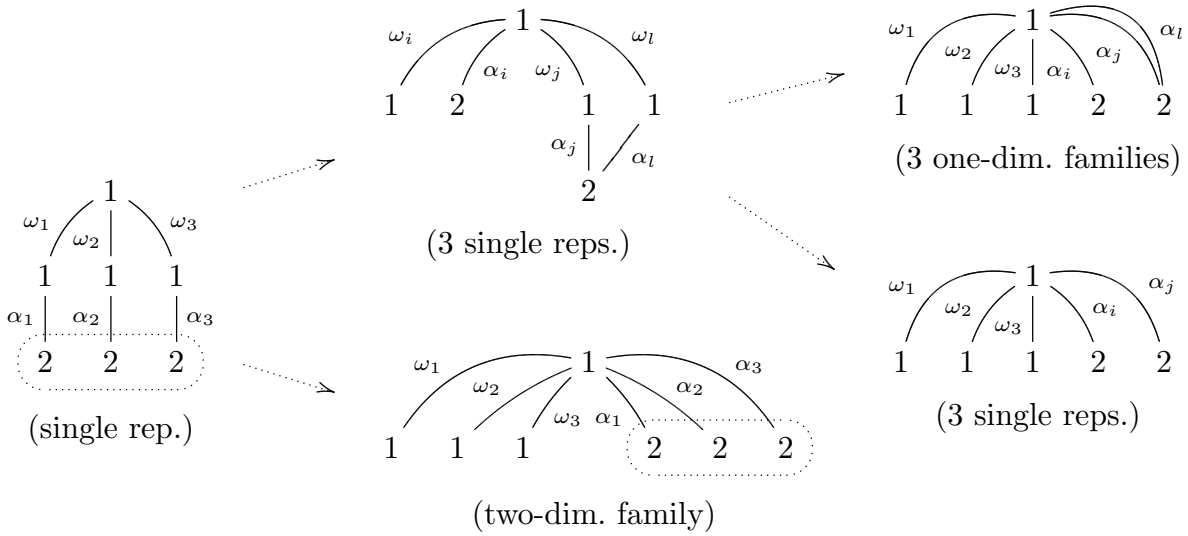 1
ω₁ ω₂ ω₃
1 1 1
α₁ α₂ α₃
2 2 2
(single rep.)
1
ωᵢ αᵢ ωⱼ ωₗ
1 2 1 1
αⱼ αₗ
2
(3 single reps.)
1
ω₁ ω₂ ω₃ α₁ α₂ α₃
1 1 1 2 2 2
(two-dim. family)
1
ω₁ ω₂ ω₃ αᵢ αⱼ αₗ
1 1 1 2 2
(3 one-dim. families)
1
ω₁ ω₂ ω₃ αᵢ αⱼ
1 1 1 2 2
(3 single reps.)